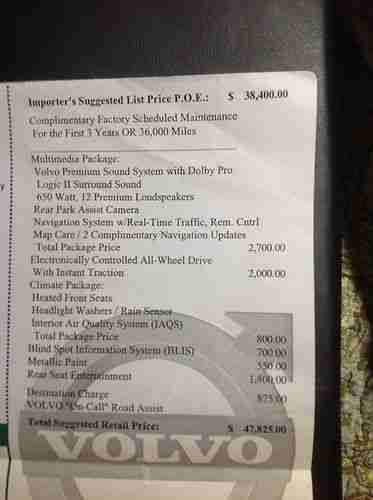 Importer's Suggested List Price P.O.E.: $ 38,400.00
Complimentary Factory Scheduled Maintenance
For the First 3 Years OR 36,000 Miles
Multimedia Package:
Volvo Premium Sound System with Dolby Pro
Logic II Surround Sound
650 Watt, 12 Premium Loudspeakers
Rear Park Assist Camera
Navigation System w/Real-Time Traffic, Rem. Cntrl
Map Care / 2 Complimentary Navigation Updates
Total Package Price 2,700.00
Electronically Controlled All-Wheel Drive
With Instant Traction 2,000.00
Climate Package:
Heated Front Seats
Headlight Washers / Rain Sensor
Interior Air Quality System (IAQS)
Total Package Price 800.00
Blind Spot Information System (BLIS) 700.00
Metallic Paint 550.00
Rear Seat Entertainment 1,800.00
Destination Charge 875.00
VOLVO "On-Call" Road Assist
Total Suggested Retail Price: $ 47,825.00
VOLVO
y